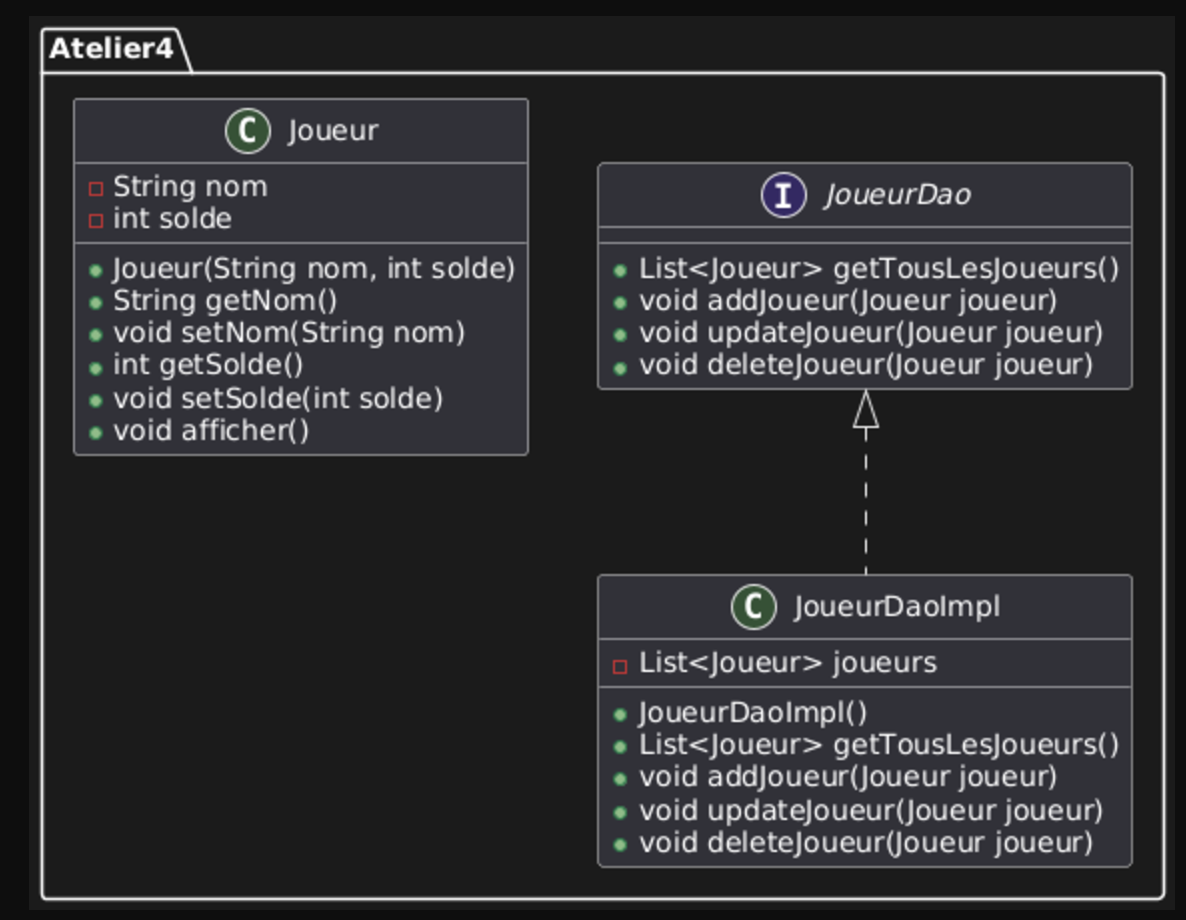 Atelier4
C Joueur
String nom
int solde
Joueur(String nom, int solde)
String getNom()
void setNom(String nom)
int getSolde()
void setSolde(int solde)
void afficher()
I JoueurDao
List<Joueur> getTousLesJoueurs()
void addJoueur(Joueur joueur)
void updateJoueur(Joueur joueur)
void deleteJoueur(Joueur joueur)
C JoueurDaoImpl
List<Joueur> joueurs
JoueurDaoImpl()
List<Joueur> getTousLesJoueurs()
void addJoueur(Joueur joueur)
void updateJoueur(Joueur joueur)
void deleteJoueur(Joueur joueur)